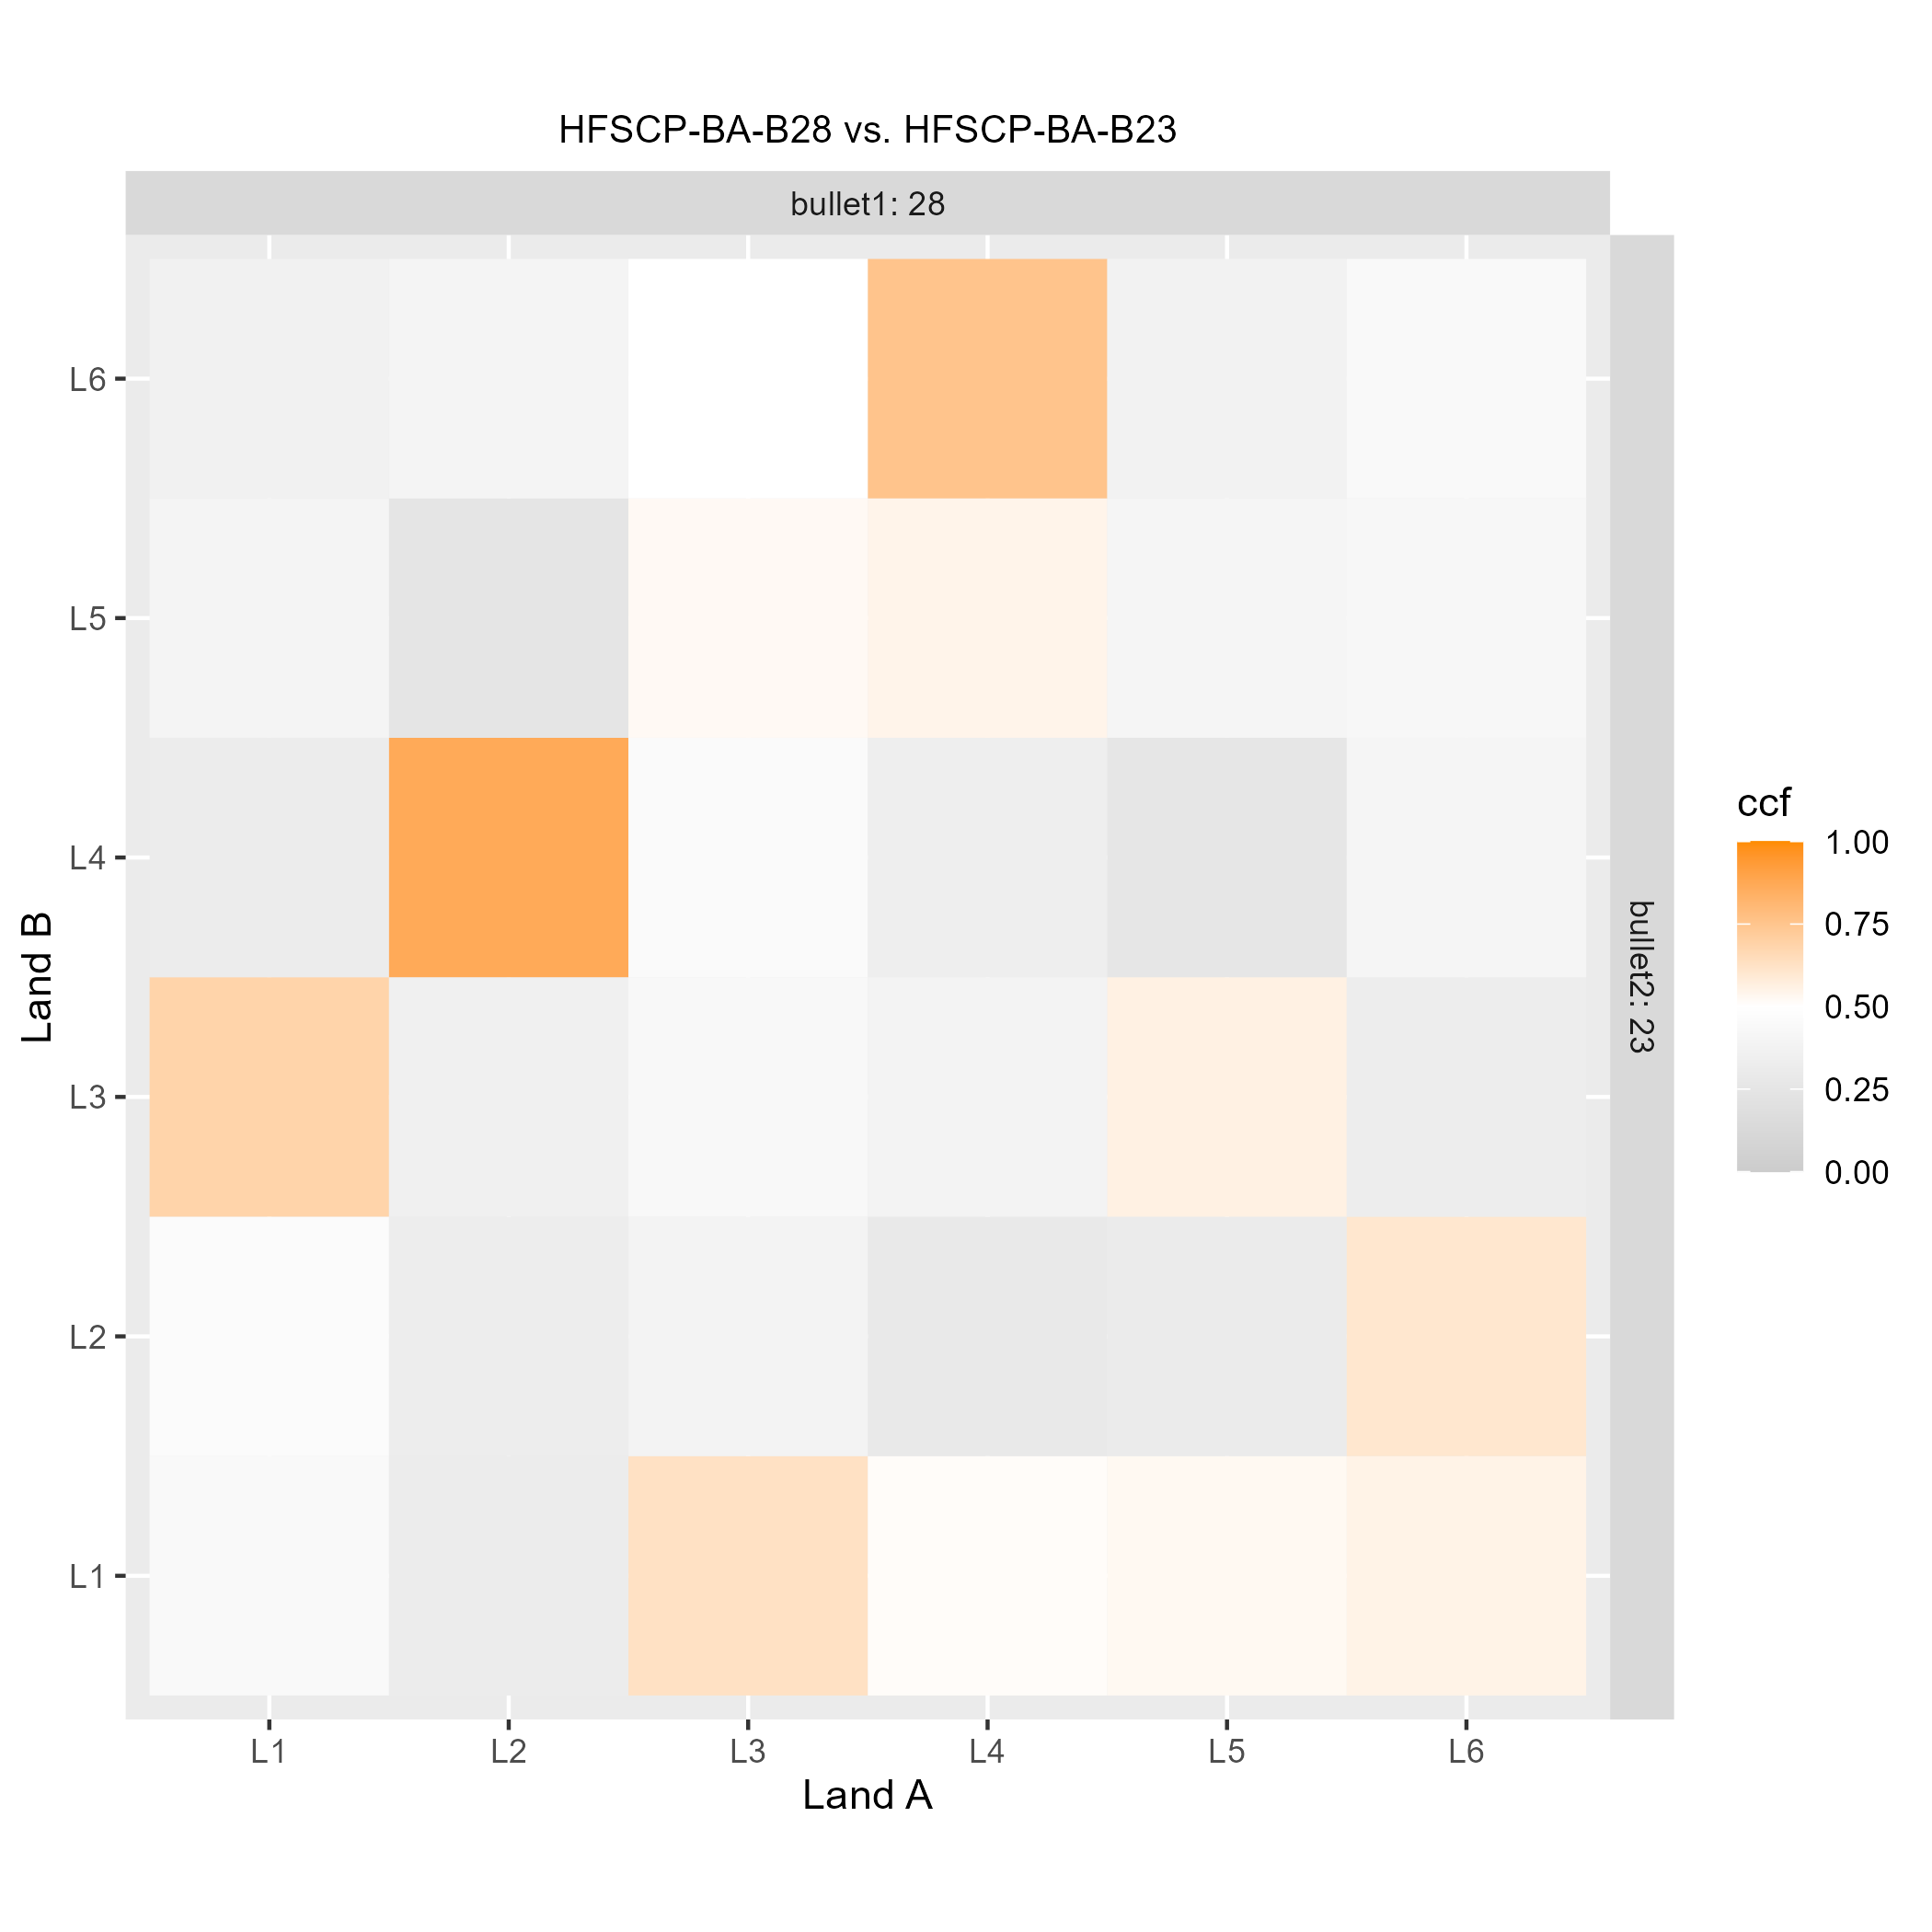 HFSCP-BA-B28 vs. HFSCP-BA-B23
bullet1: 28
L6
L5
L4
L3
L2
L1
Land B
bullet2: 23
L1 L2 L3 L4 L5 L6
Land A
ccf
1.00
0.75
0.50
0.25
0.00